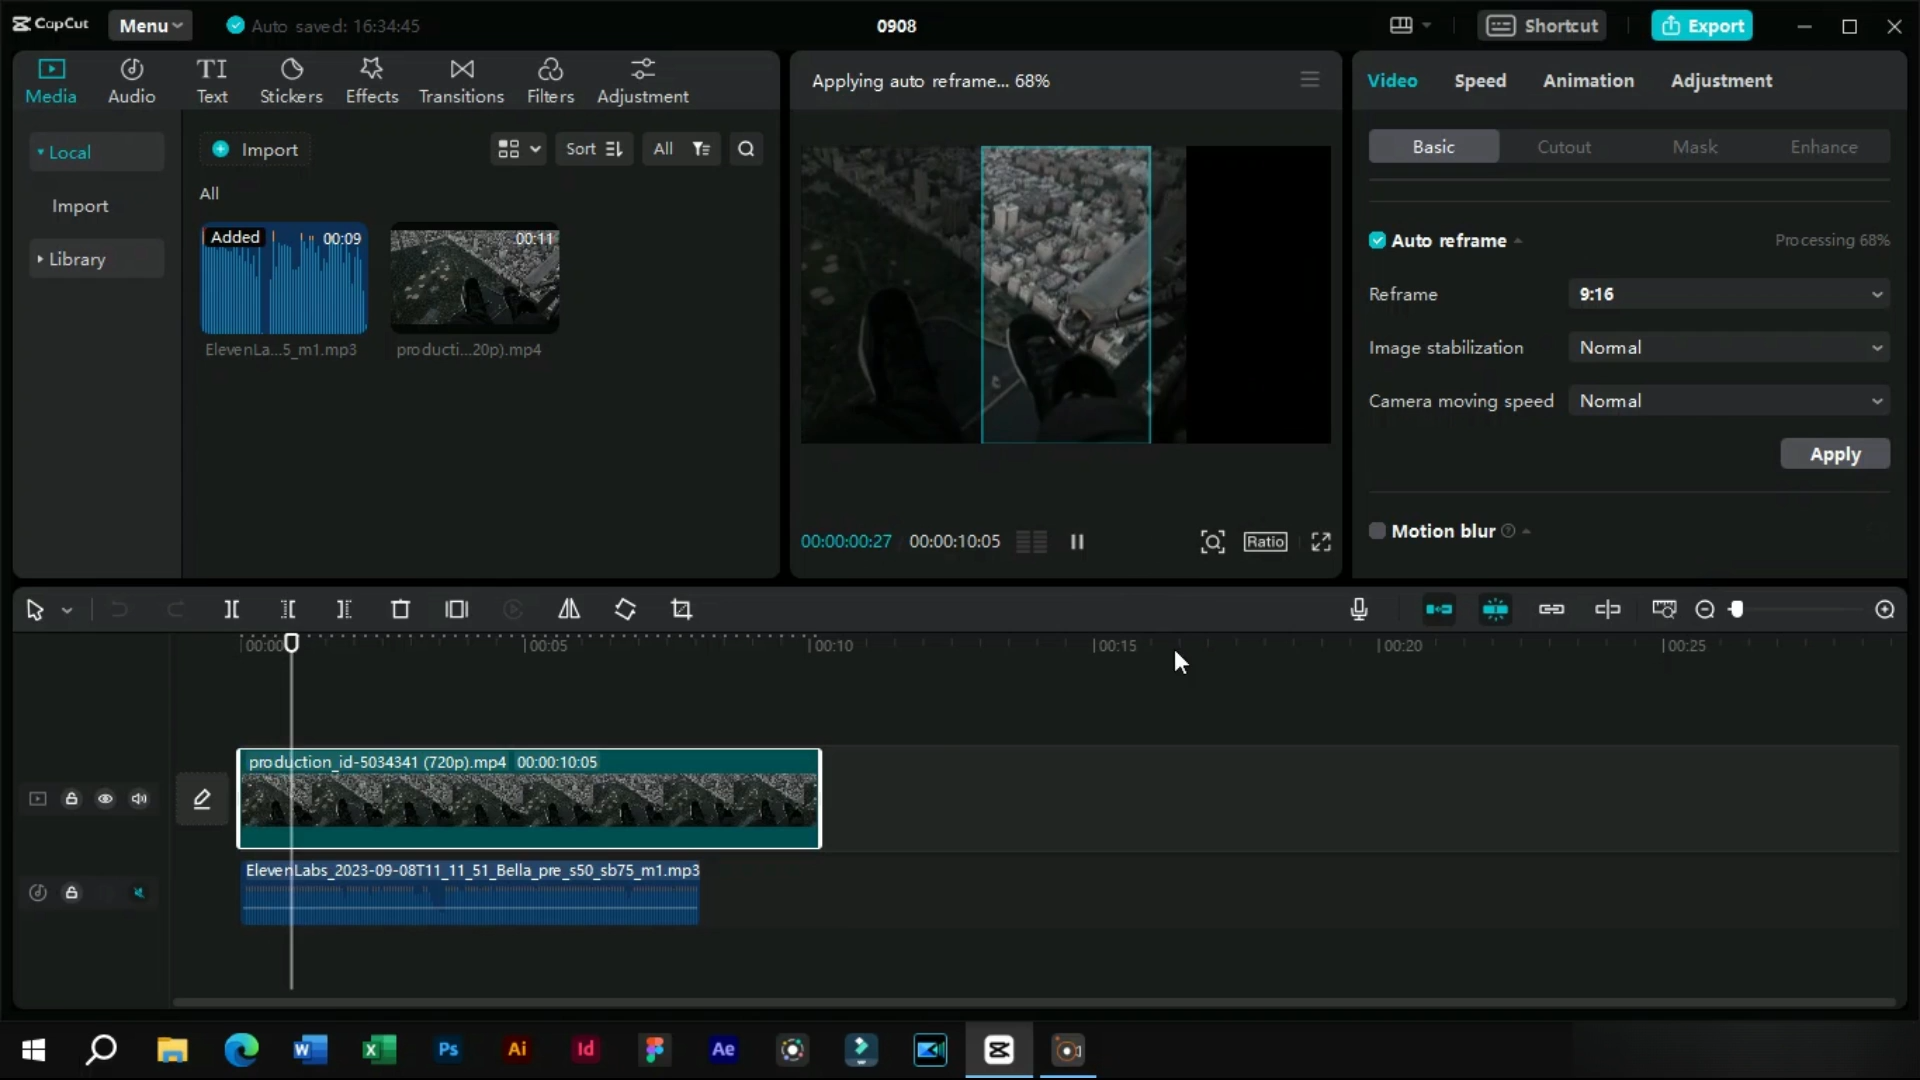 CapCut
Menu
Auto saved: 16:34:45
0908
Shortcut
Export
Media
Audio
TI
Text
Stickers
Effects
Transitions
Filters
Adjustment
Local
Import
Library
Import
Sort
All
All
Added
00:09
ElevenLa...5_m1.mp3
00:11
producti...20p).mp4
Applying auto reframe... 68%
00:00:00:27
00:00:10:05
Ratio
Video
Speed
Animation
Adjustment
Basic
Cutout
Mask
Enhance
Auto reframe
Processing 68%
Reframe
9:16
Image stabilization
Normal
Camera moving speed
Normal
Apply
Motion blur
00:00
00:05
00:10
00:15
00:20
00:25
production_id-5034341 (720p).mp4 00:00:10:05
ElevenLabs_2023-09-08T11_11_51_Bella_pre_s50_sb75_m1.mp3
W
X
Ps
Ai
Id
Ae